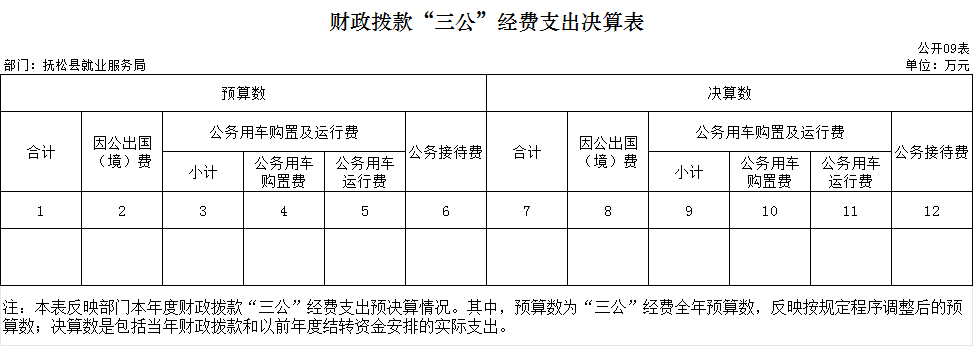 财政拨款“三公”经费支出决算表
公开09表
部门：抚松县就业服务局
单位：万元
预算数 决算数
合计 因公出国（境）费 公务用车购置及运行费 公务接待费 合计 因公出国（境）费 公务用车购置及运行费 公务接待费
小计 公务用车购置费 公务用车运行费 小计 公务用车购置费 公务用车运行费
1 2 3 4 5 6 7 8 9 10 11 12
注：本表反映部门本年度财政拨款“三公”经费支出预决算情况。其中，预算数为“三公”经费全年预算数，反映按规定程序调整后的预
算数；决算数是包括当年财政拨款和以前年度结转资金安排的实际支出。